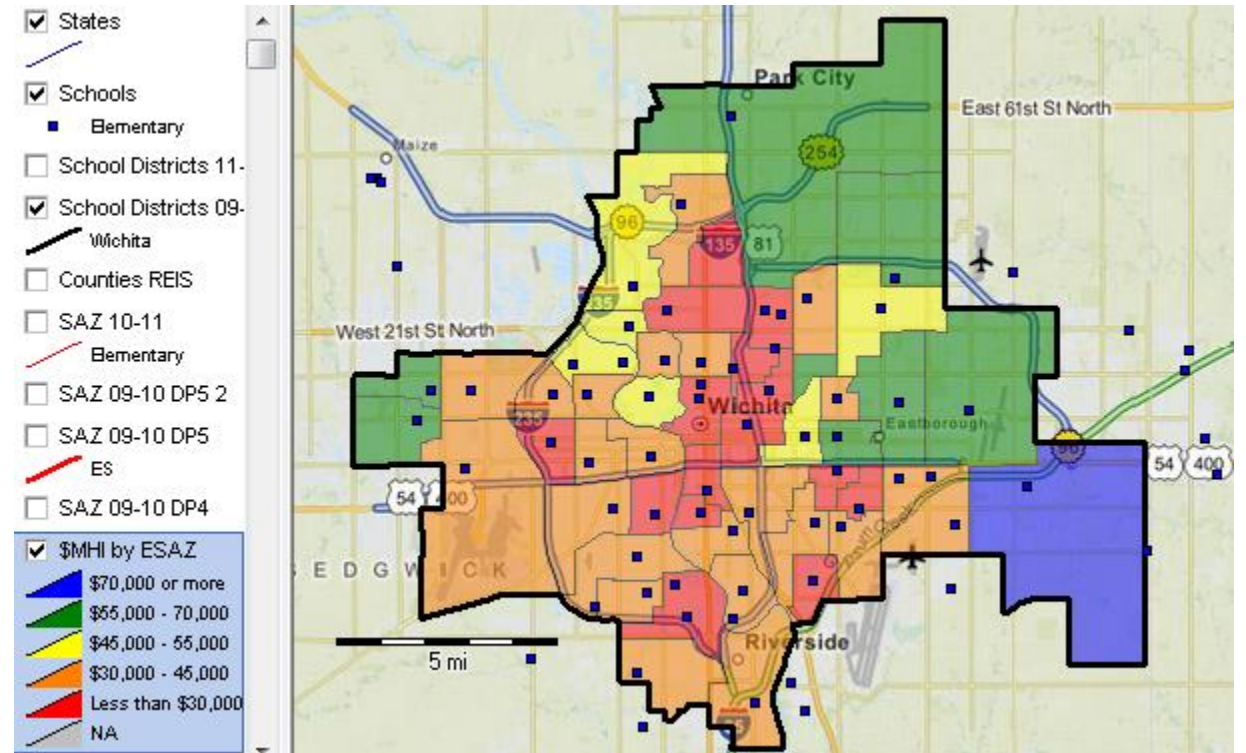 States
Schools
Elementary
School Districts 11-
School Districts 09-
Wichita
Counties REIS
SAZ 10-11
Elementary
SAZ 09-10 DP5 2
SAZ 09-10 DP5
ES
SAZ 09-10 DP4
$MHI by ESAZ
$70,000 or more
$55,000 - 70,000
$45,000 - 55,000
$30,000 - 45,000
Less than $30,000
NA
Park City
East 61st St North
Maize
254
96
135
81
235
West 21st St North
Wichita
235
Eastborough
96
54 400
54 400
SEDGWICK
5 mi
Riverside